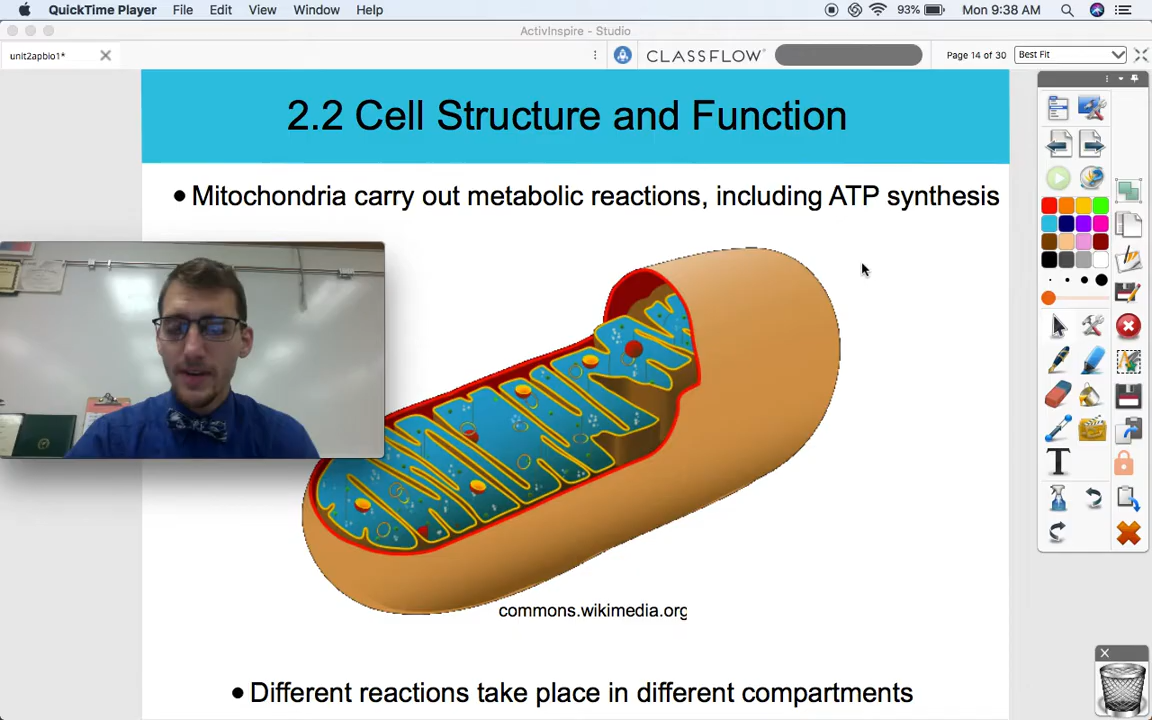 QuickTime Player File Edit View Window Help 93% Mon 9:38 AM
ActivInspire - Studio
unit2apbio1* CLASSFLOW Page 14 of 30 Best Fit
2.2 Cell Structure and Function
• Mitochondria carry out metabolic reactions, including ATP synthesis
T
commons.wikimedia.org
• Different reactions take place in different compartments